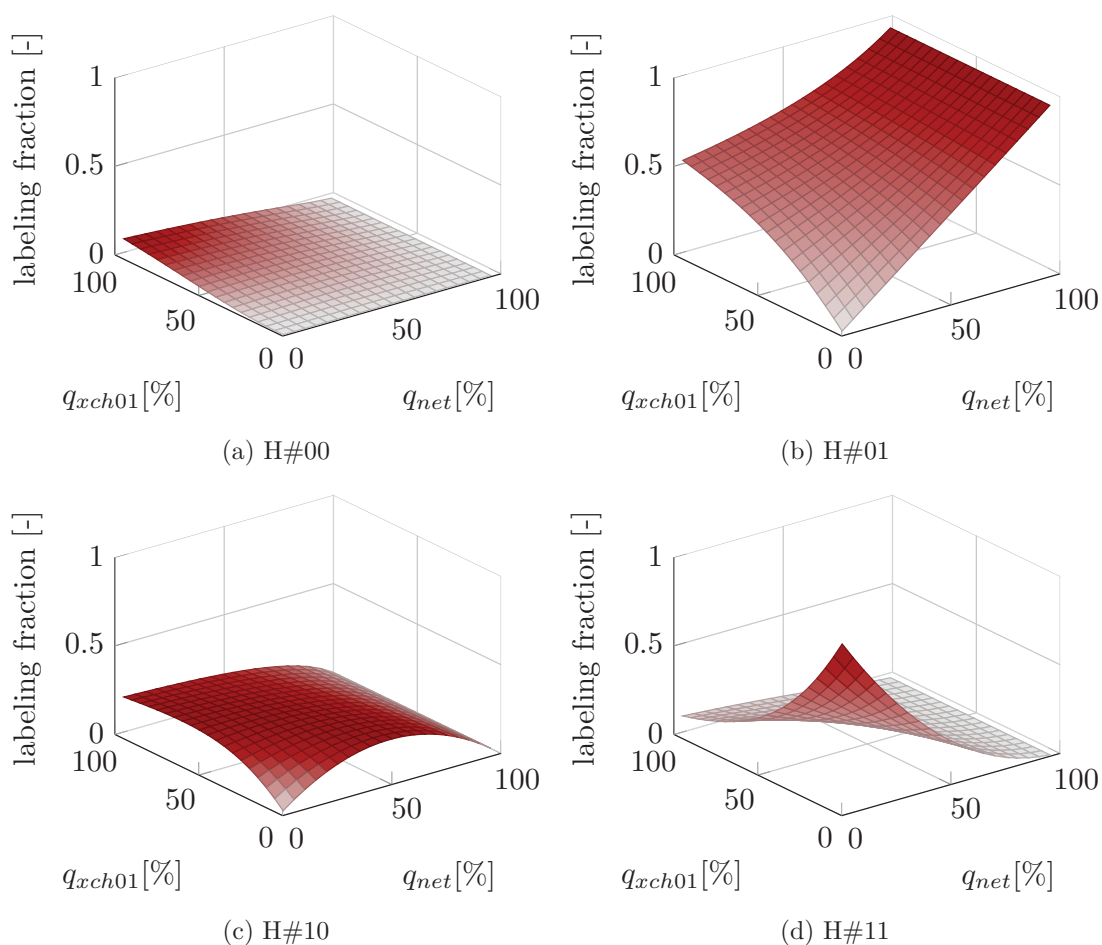 labeling fraction [-]
1
0.5
0
100
50
0
0
50
100
q_{xch01}[%]
q_{net}[%]
(a) H#00
labeling fraction [-]
1
0.5
0
100
50
0
0
50
100
q_{xch01}[%]
q_{net}[%]
(b) H#01
labeling fraction [-]
1
0.5
0
100
50
0
0
50
100
q_{xch01}[%]
q_{net}[%]
(c) H#10
labeling fraction [-]
1
0.5
0
100
50
0
0
50
100
q_{xch01}[%]
q_{net}[%]
(d) H#11